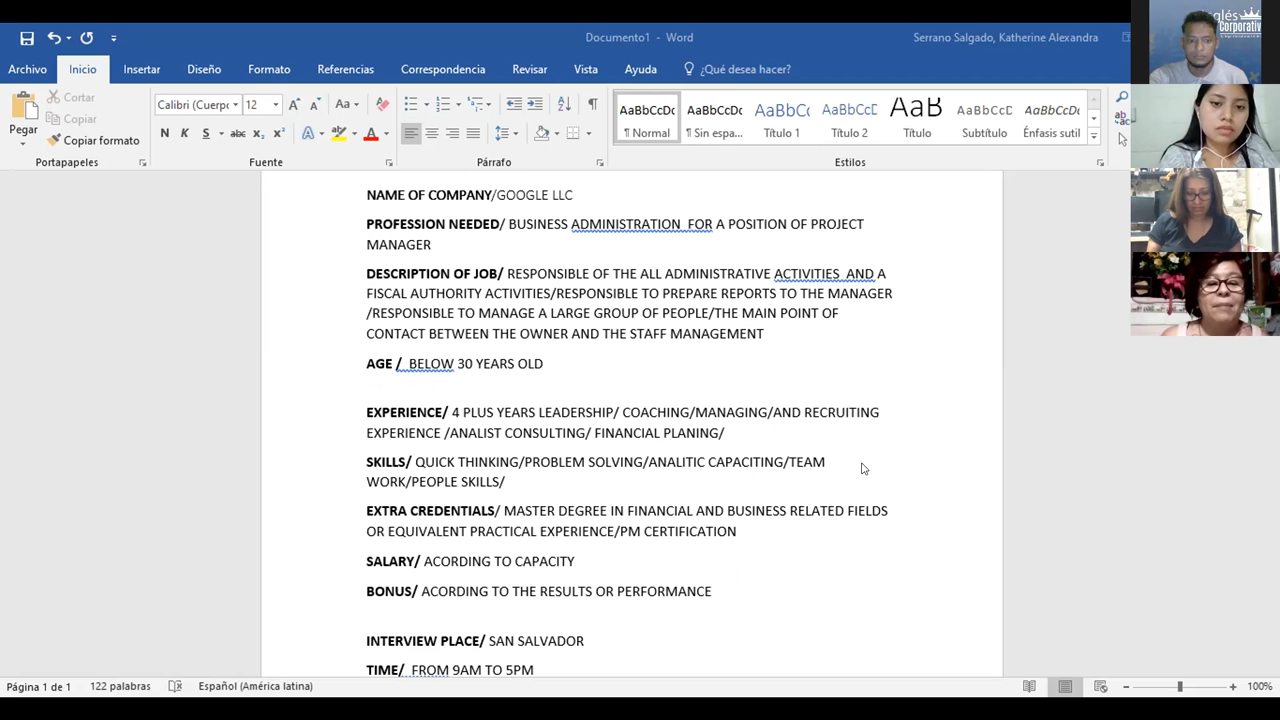 Documento1 - Word
Serrano Salgado, Katherine Alexandra
Archivo Inicio Insertar Diseño Formato Referencias Correspondencia Revisar Vista Ayuda ¿Qué desea hacer?
Pegar
Cortar
Copiar
Copiar formato
Portapapeles
Calibri (Cuerpo 12
Aa
N K S abc x₂ x²
Fuente
Párrafo
AaBbCcDc AaBbCcDc AaBbCc AaBbCcD AaB AaBbCcD AaBbCcDc
¶ Normal ¶ Sin espa... Título 1 Título 2 Título Subtítulo Énfasis sutil
Estilos
Corporativo
NAME OF COMPANY/GOOGLE LLC
PROFESSION NEEDED/ BUSINESS ADMINISTRATION FOR A POSITION OF PROJECT
MANAGER
DESCRIPTION OF JOB/ RESPONSIBLE OF THE ALL ADMINISTRATIVE ACTIVITIES AND A
FISCAL AUTHORITY ACTIVITIES/RESPONSIBLE TO PREPARE REPORTS TO THE MANAGER
/RESPONSIBLE TO MANAGE A LARGE GROUP OF PEOPLE/THE MAIN POINT OF
CONTACT BETWEEN THE OWNER AND THE STAFF MANAGEMENT
AGE / BELOW 30 YEARS OLD
EXPERIENCE/ 4 PLUS YEARS LEADERSHIP/ COACHING/MANAGING/AND RECRUITING
EXPERIENCE /ANALIST CONSULTING/ FINANCIAL PLANING/
SKILLS/ QUICK THINKING/PROBLEM SOLVING/ANALITIC CAPACITING/TEAM
WORK/PEOPLE SKILLS/
EXTRA CREDENTIALS/ MASTER DEGREE IN FINANCIAL AND BUSINESS RELATED FIELDS
OR EQUIVALENT PRACTICAL EXPERIENCE/PM CERTIFICATION
SALARY/ ACORDING TO CAPACITY
BONUS/ ACORDING TO THE RESULTS OR PERFORMANCE
INTERVIEW PLACE/ SAN SALVADOR
TIME/ FROM 9AM TO 5PM
Página 1 de 1 122 palabras Español (América latina) 100%